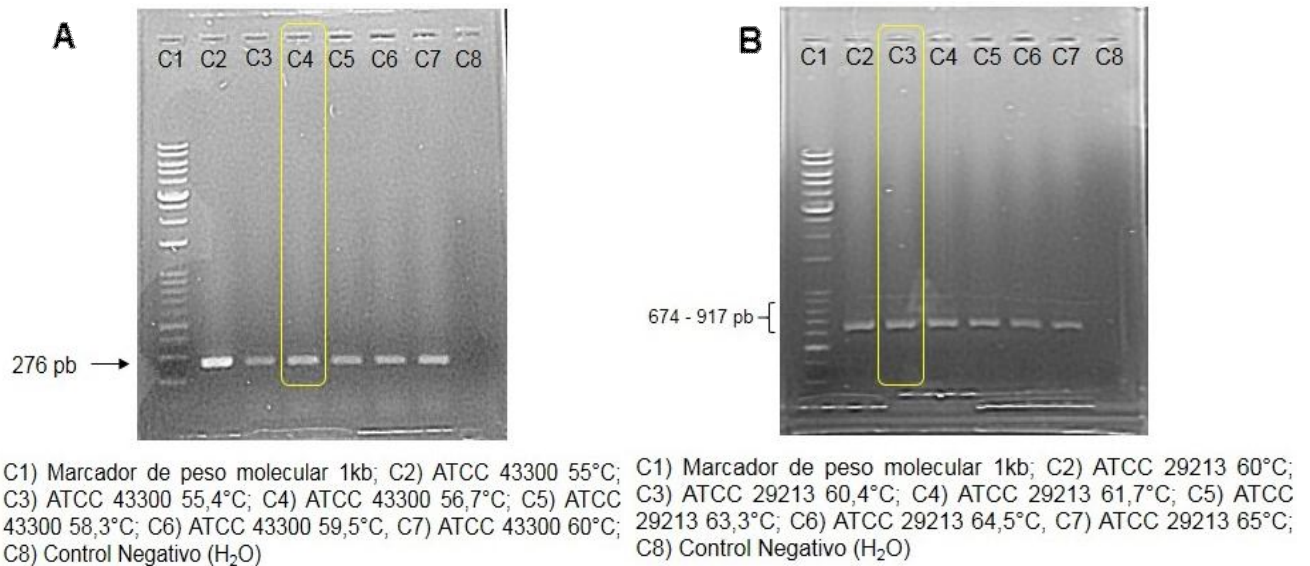 A
C1 C2 C3 C4 C5 C6 C7 C8
276 pb
C1) Marcador de peso molecular 1kb; C2) ATCC 43300 55°C;
C3) ATCC 43300 55,4°C; C4) ATCC 43300 56,7°C; C5) ATCC
43300 58,3°C; C6) ATCC 43300 59,5°C, C7) ATCC 43300 60°C;
C8) Control Negativo (H₂O)
B
C1 C2 C3 C4 C5 C6 C7 C8
674 - 917 pb
C1) Marcador de peso molecular 1kb; C2) ATCC 29213 60°C;
C3) ATCC 29213 60,4°C; C4) ATCC 29213 61,7°C; C5) ATCC
29213 63,3°C; C6) ATCC 29213 64,5°C, C7) ATCC 29213 65°C;
C8) Control Negativo (H₂O)